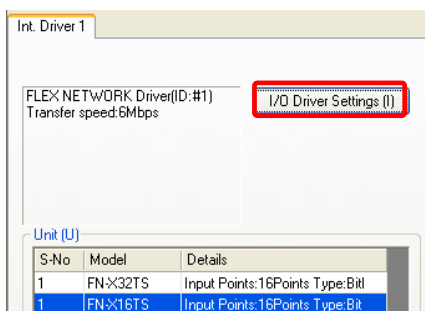 Int. Driver 1
FLEX NETWORK Driver(ID:#1)
Transfer speed:6Mbps
I/O Driver Settings (I)
Unit (U)
S-No Model Details
1 FN-X32TS Input Points:16Points Type:BitI
1 FN-X16TS Input Points:16Points Type:Bit